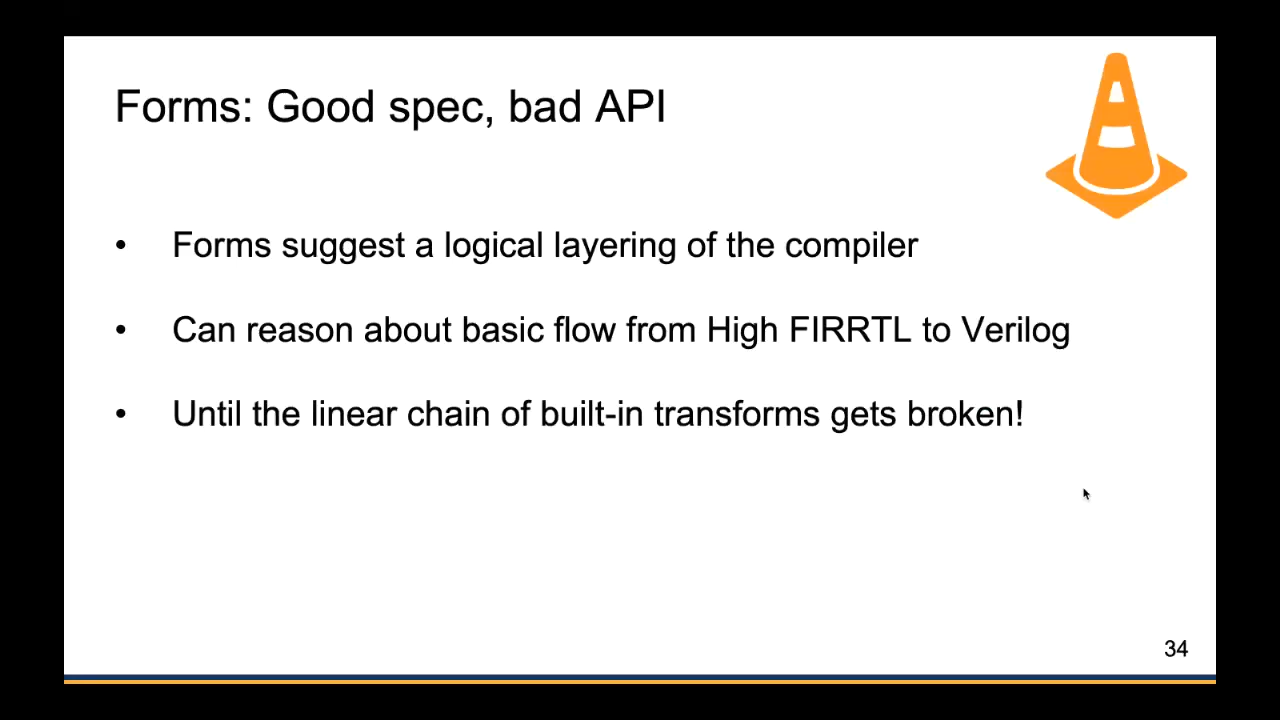 Forms: Good spec, bad API
• Forms suggest a logical layering of the compiler
• Can reason about basic flow from High FIRRTL to Verilog
• Until the linear chain of built-in transforms gets broken!
34